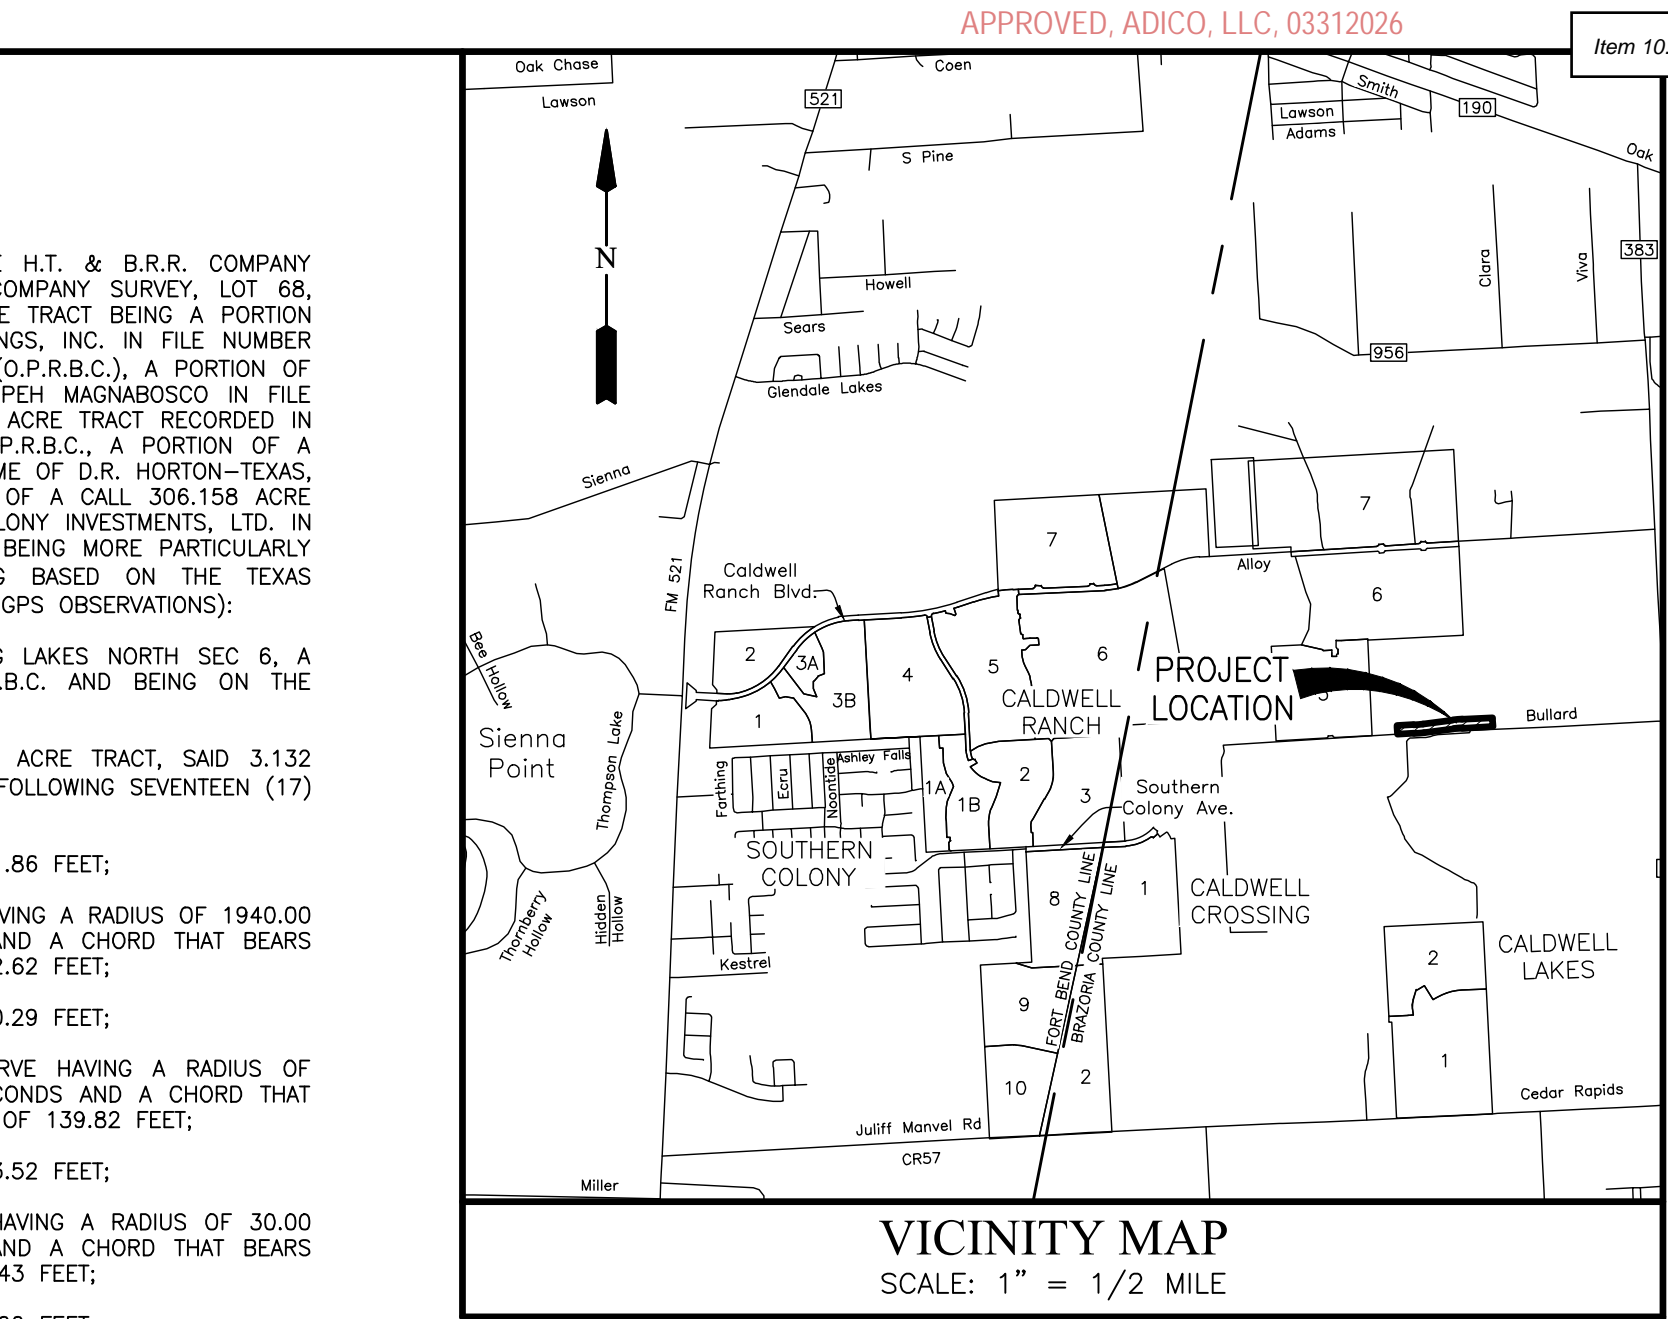 APPROVED, ADICO, LLC, 03312026
Item 10.
H.T. & B.R.R. COMPANY
COMPANY SURVEY, LOT 68,
TRACT BEING A PORTION
INC. IN FILE NUMBER
(O.P.R.B.C.), A PORTION OF
MAGNABOSCO IN FILE
ACRE TRACT RECORDED IN
A PORTION OF A
OF D.R. HORTON-TEXAS,
OF A CALL 306.158 ACRE
INVESTMENTS, LTD. IN
BEING MORE PARTICULARLY
BASED ON THE TEXAS
GPS OBSERVATIONS):
LAKES NORTH SEC 6, A
AND BEING ON THE
ACRE TRACT, SAID 3.132
FOLLOWING SEVENTEEN (17)
.86 FEET;
A RADIUS OF 1940.00
AND A CHORD THAT BEARS
2.62 FEET;
0.29 FEET;
HAVING A RADIUS OF
AND A CHORD THAT
OF 139.82 FEET;
.52 FEET;
HAVING A RADIUS OF 30.00
AND A CHORD THAT BEARS
43 FEET;
Oak Chase
Lawson
521
Coen
S Pine
Smith
190
Lawson
Adams
Oak
383
N
Howell
Sears
Glendale Lakes
Clara
Viva
956
Sienna
FM 521
Caldwell
Ranch Blvd.
7
7
Alloy
6
Bee Hollow
2
3A
3B
4
5
6
1
CALDWELL
RANCH
PROJECT
LOCATION
Bullard
Sienna
Point
Thompson Lake
Farthing
Ecru
Noontide
Ashley Falls
1A
1B
2
3
Southern
Colony Ave.
SOUTHERN
COLONY
Thornberry
Hollow
Hidden
Hollow
Kestrel
8
1
FORT BEND COUNTY LINE
BRAZORIA COUNTY LINE
CALDWELL
CROSSING
9
10
2
2
CALDWELL
LAKES
1
Cedar Rapids
Juliff Manvel Rd
CR57
Miller
VICINITY MAP
SCALE: 1" = 1/2 MILE